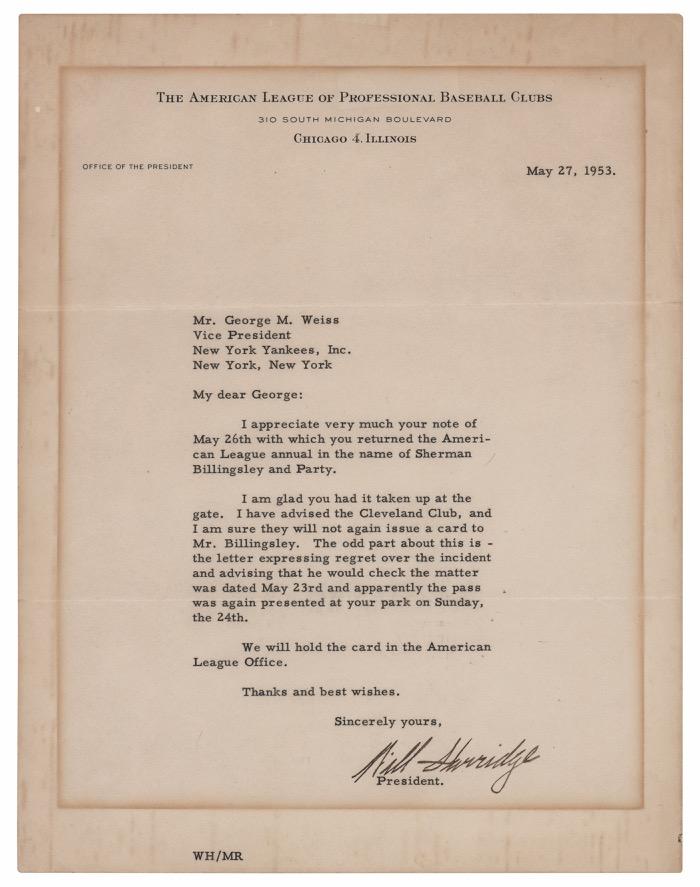 THE AMERICAN LEAGUE OF PROFESSIONAL BASEBALL CLUBS
310 SOUTH MICHIGAN BOULEVARD
CHICAGO 4, ILLINOIS
OFFICE OF THE PRESIDENT
May 27, 1953.
Mr. George M. Weiss
Vice President
New York Yankees, Inc.
New York, New York
My dear George:
I appreciate very much your note of
May 26th with which you returned the Ameri-
can League annual in the name of Sherman
Billingsley and Party.
I am glad you had it taken up at the
gate. I have advised the Cleveland Club, and
I am sure they will not again issue a card to
Mr. Billingsley. The odd part about this is -
the letter expressing regret over the incident
and advising that he would check the matter
was dated May 23rd and apparently the pass
was again presented at your park on Sunday,
the 24th.
We will hold the card in the American
League Office.
Thanks and best wishes.
Sincerely yours,
Will Harridge
President.
WH/MR